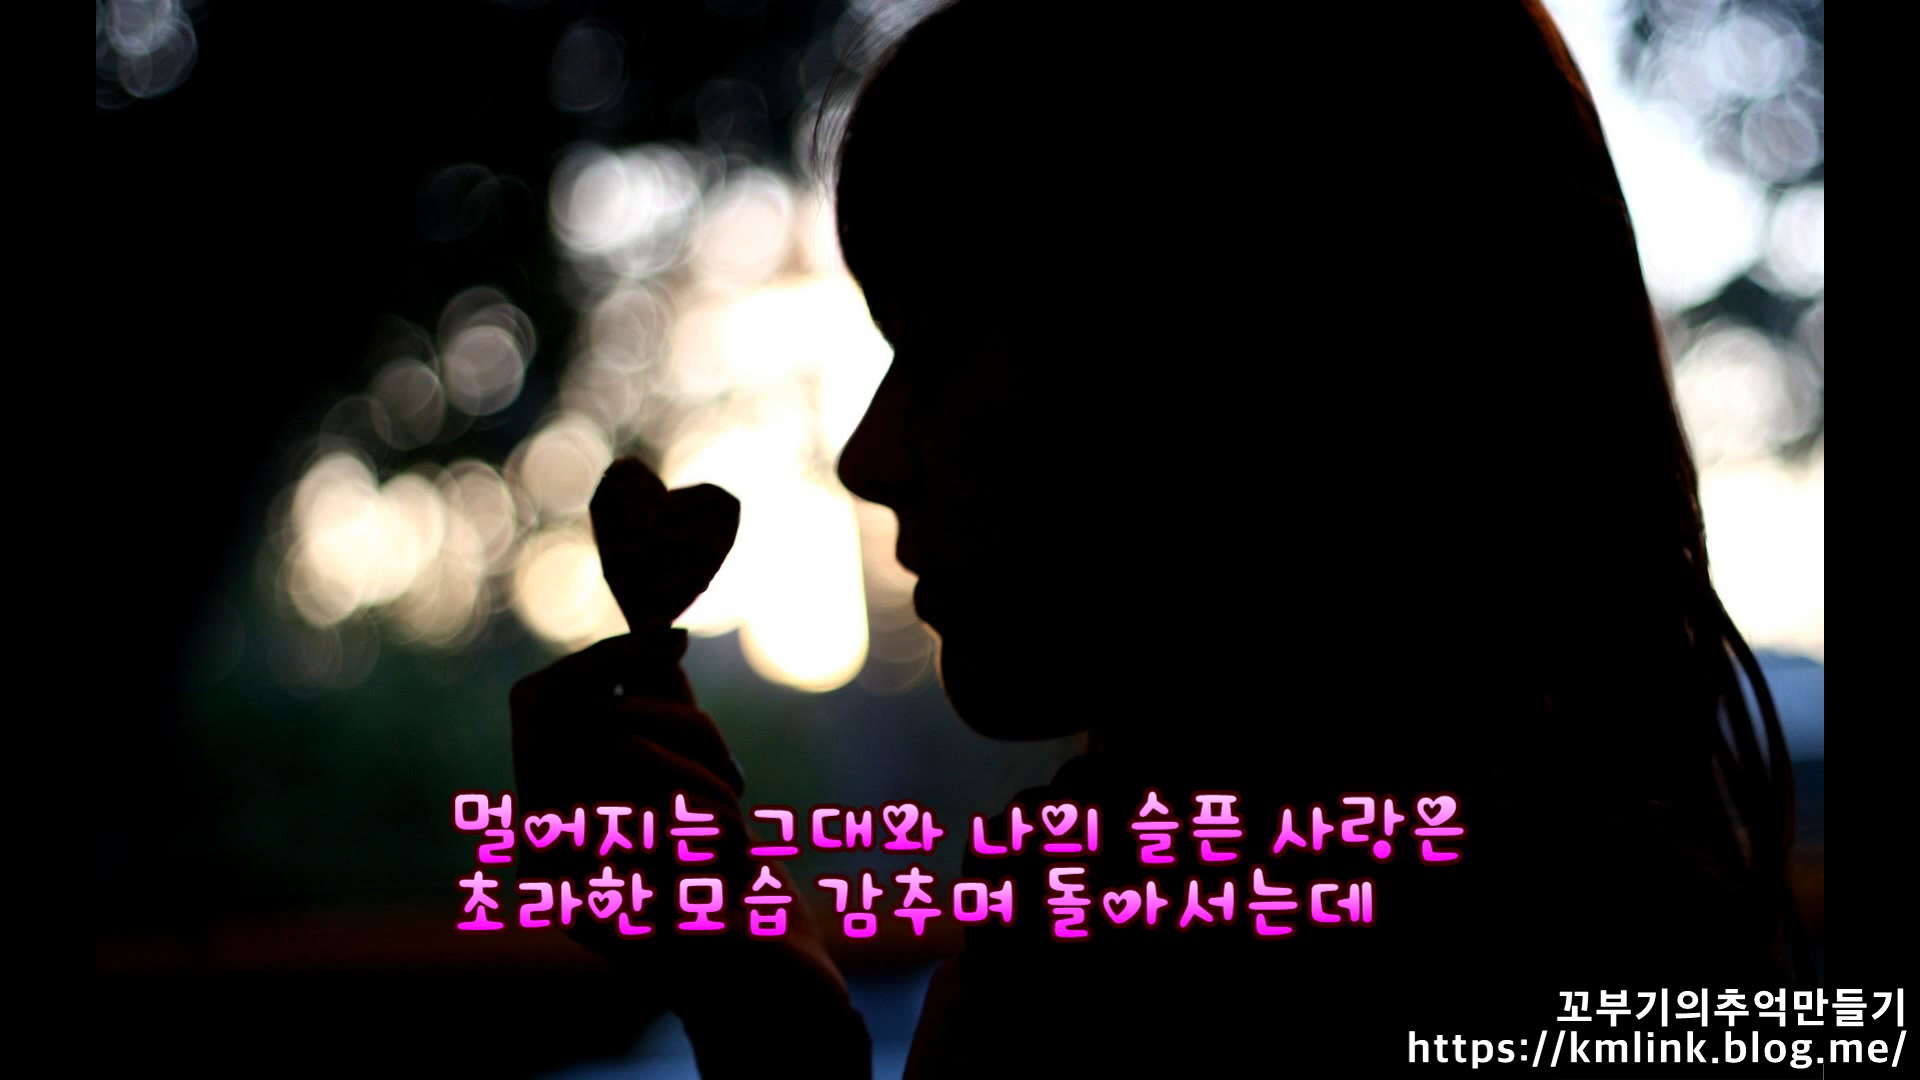 멀어지는 그대와 나의 슬픈 사랑은
초라한 모습 감추며 돌아서는데
꼬부기의추억만들기
https://kmlink.blog.me/